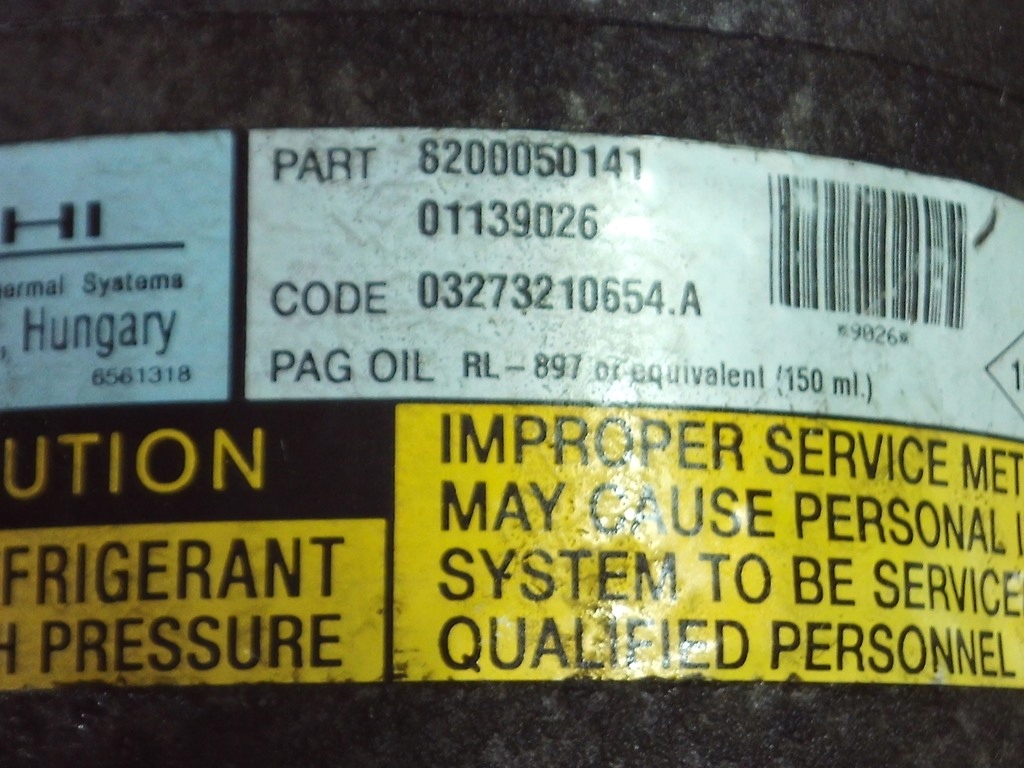 HI
ermal Systems
, Hungary
6561318
PART 8200050141
01139026
CODE 03273210654.A
PAG OIL RL-897 or equivalent (150 ml.)
*9026*
1
UTION
FRIGERANT
H PRESSURE
IMPROPER SERVICE MET
MAY CAUSE PERSONAL I
SYSTEM TO BE SERVICE
QUALIFIED PERSONNEL